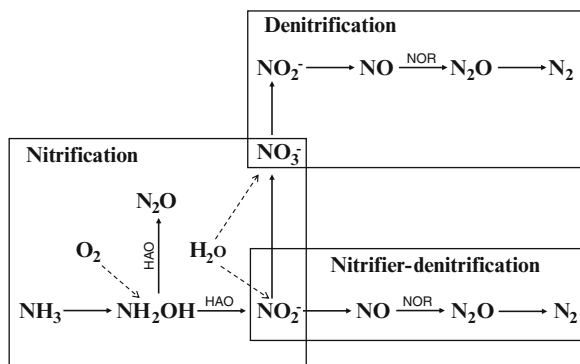 Denitrification
NO₂⁻ NO NOR N₂O N₂
Nitrification
NO₃⁻
N₂O
O₂ HAO H₂O
Nitrifier-denitrification
NH₃ NH₂OH HAO NO₂⁻ NO NOR N₂O N₂